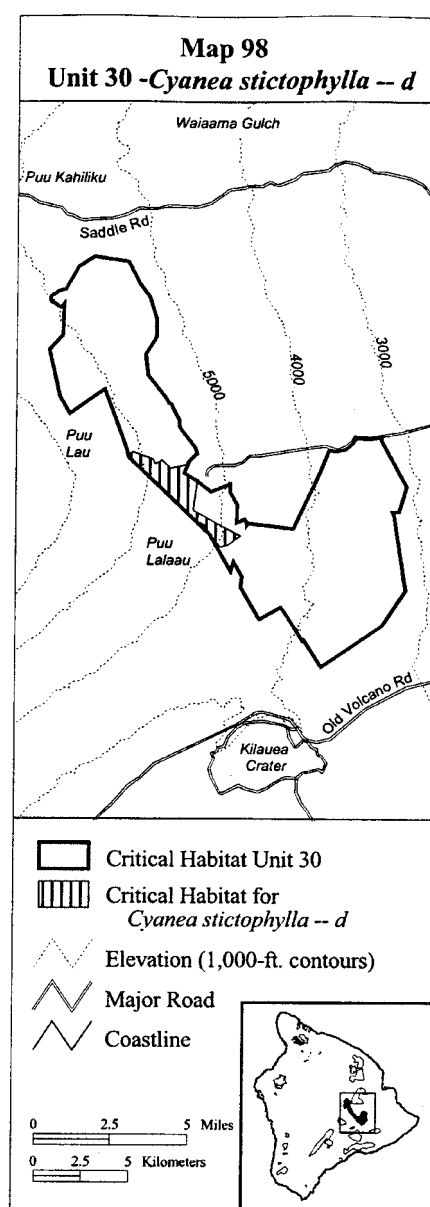 Map 98
Unit 30 -Cyanea stictophylla -- d
Waiaama Gulch
Puu Kahiliku
Saddle Rd
5000
4000
3000
Puu
Lau
Puu
Lalaau
Old Volcano Rd
Kilauea
Crater
Critical Habitat Unit 30
Critical Habitat for
Cyanea stictophylla -- d
Elevation (1,000-ft. contours)
Major Road
Coastline
0 2.5 5 Miles
0 2.5 5 Kilometers